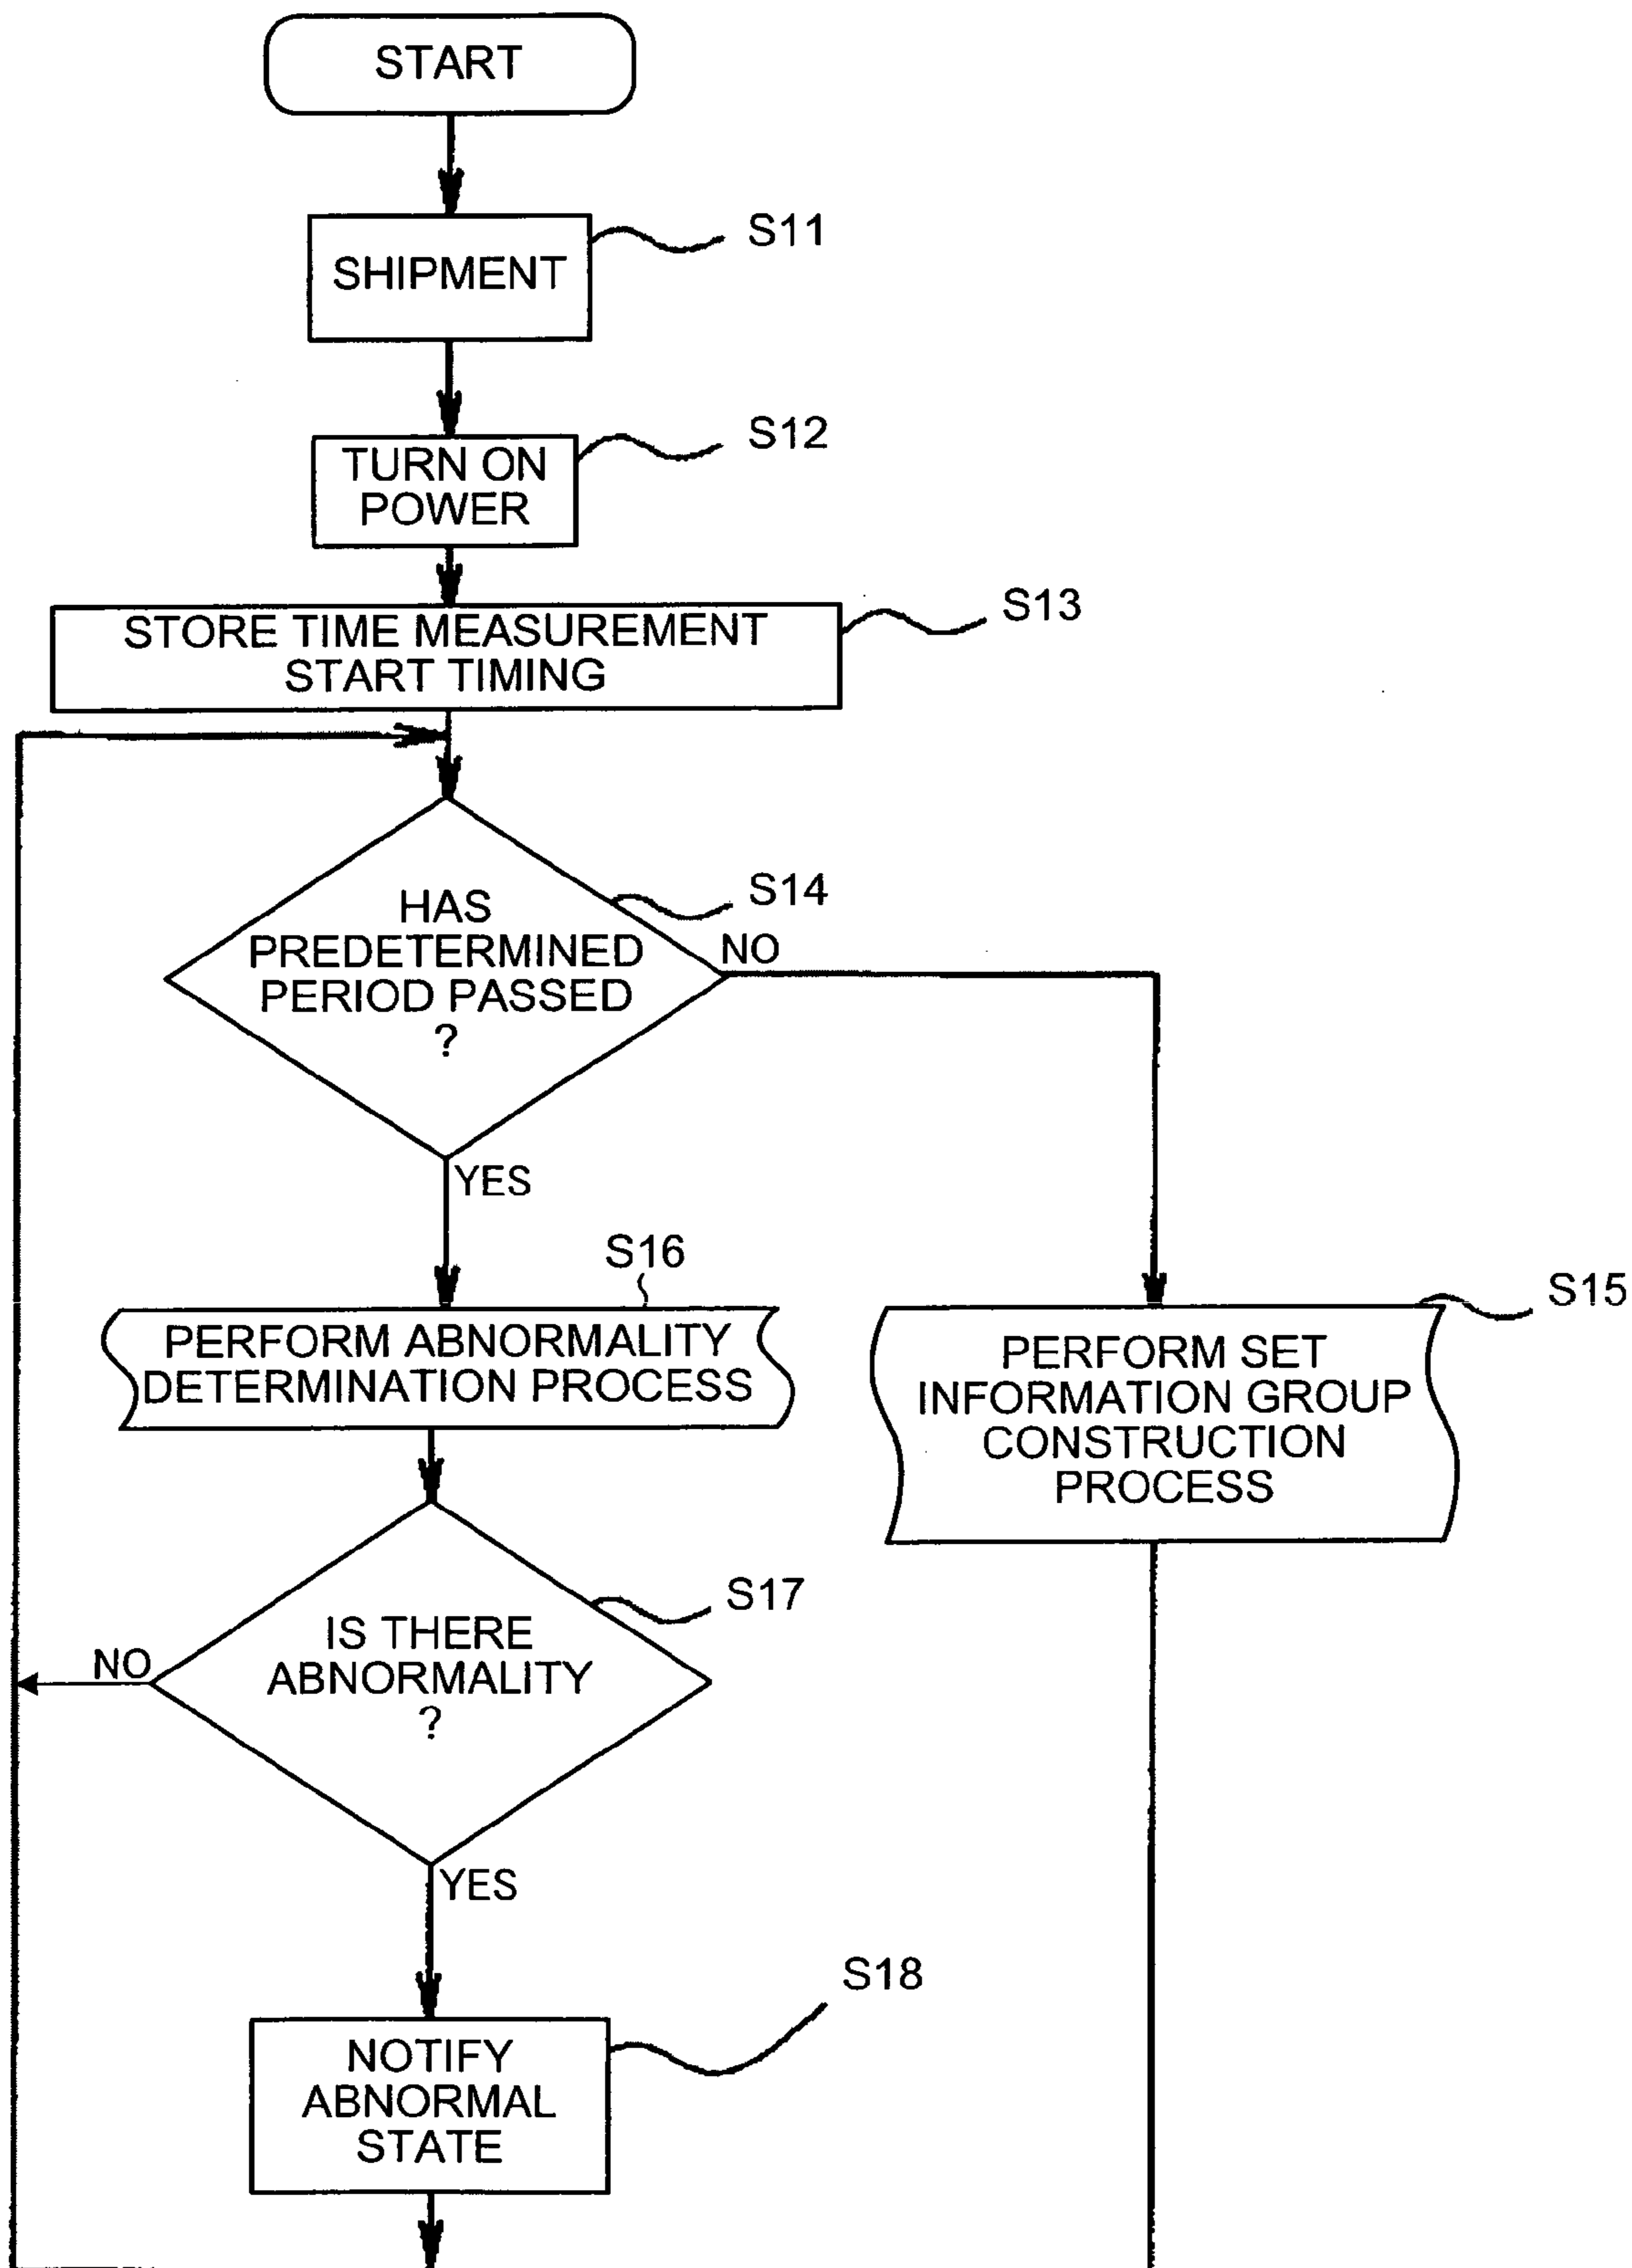 START
S11
SHIPMENT
S12
TURN ON
POWER
S13
STORE TIME MEASUREMENT
START TIMING
S14
HAS
PREDETERMINED
PERIOD PASSED
?
NO
YES
S16
PERFORM ABNORMALITY
DETERMINATION PROCESS
S15
PERFORM SET
INFORMATION GROUP
CONSTRUCTION
PROCESS
S17
IS THERE
ABNORMALITY
?
NO
YES
S18
NOTIFY
ABNORMAL
STATE